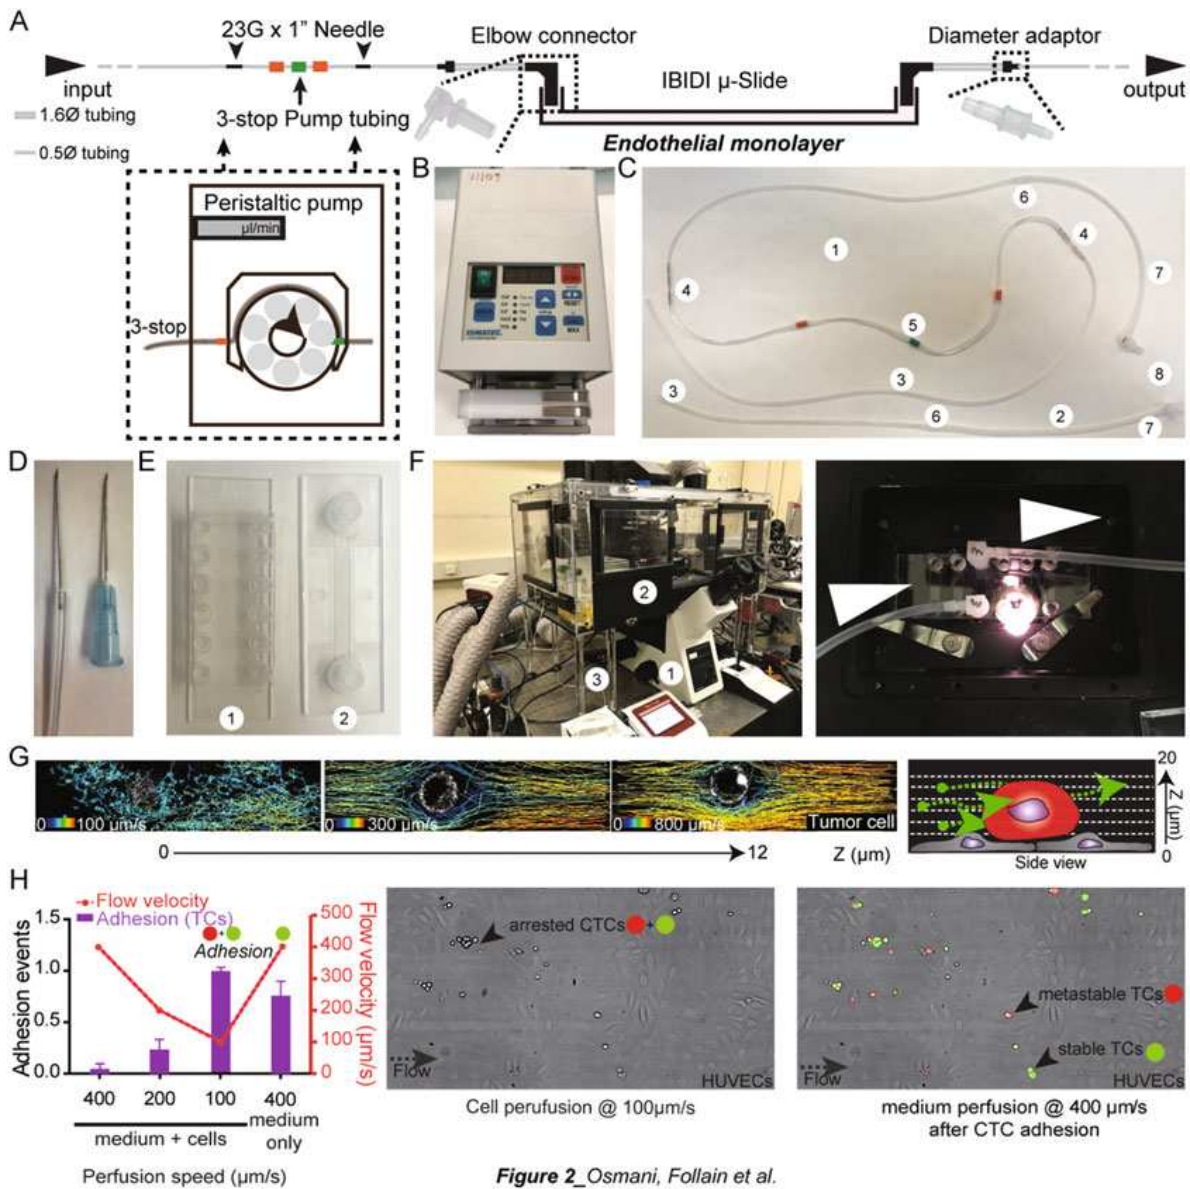 A
23G x 1” Needle
input
1.6Ø tubing
0.5Ø tubing
3-stop Pump tubing
Elbow connector
IBIDI µ-Slide
Endothelial monolayer
Diameter adaptor
output
Peristaltic pump
µl/min
3-stop
B
ISMATEC
RESET
MAX
C
1
2
3
3
4
4
5
6
6
7
7
8
D
E
1
2
F
1
2
3
G
0
100 µm/s
0
300 µm/s
0
800 µm/s
Tumor cell
0
12
Z (µm)
20
Z (µm)
0
Side view
H
Flow velocity
Adhesion (TCs)
+
Adhesion
1.5
1.0
0.5
0.0
Adhesion events
500
400
300
200
100
0
Flow velocity (µm/s)
400
200
100
400
medium + cells
medium
only
Perfusion speed (µm/s)
arrested CTCs
+
Flow
HUVECs
Cell perufusion @ 100µm/s
metastable TCs
stable TCs
Flow
HUVECs
medium perfusion @ 400 µm/s
after CTC adhesion
Figure 2_Osmani, Follain et al.